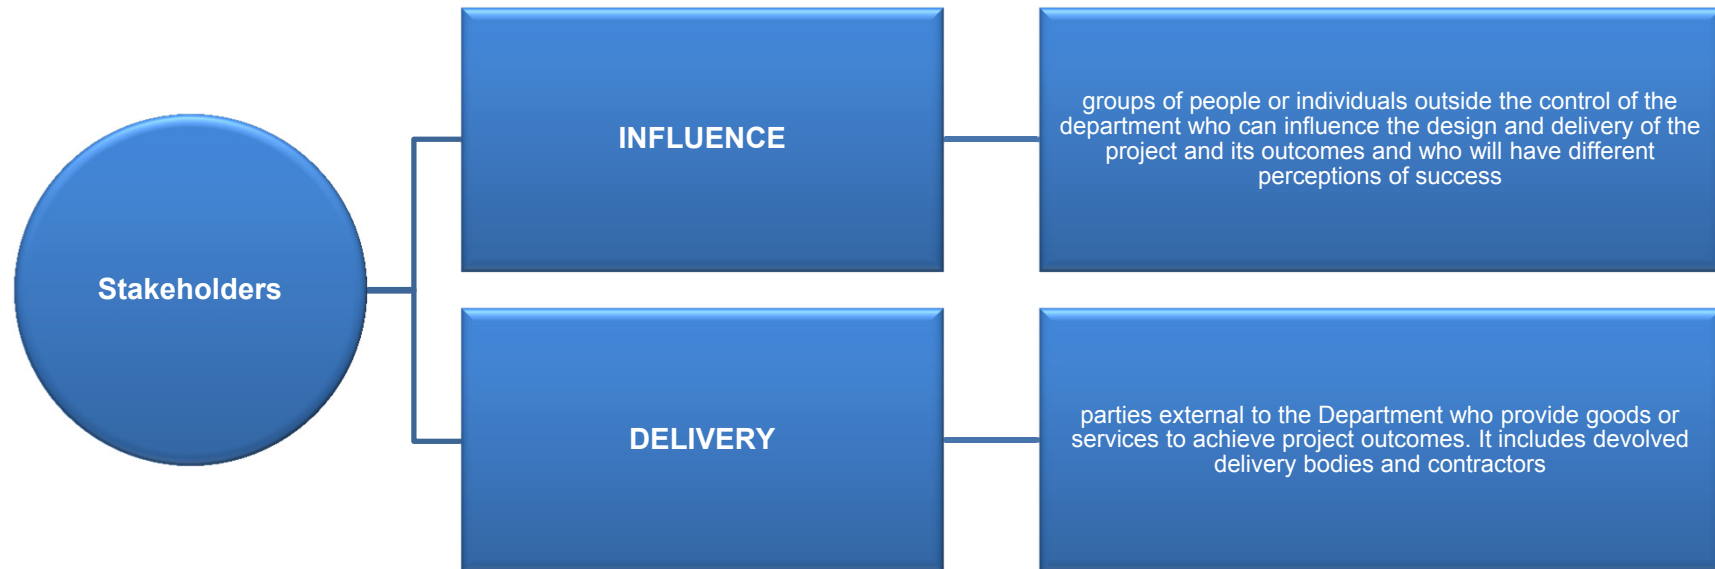 Stakeholders
INFLUENCE
groups of people or individuals outside the control of the
department who can influence the design and delivery of the
project and its outcomes and who will have different
perceptions of success
DELIVERY
parties external to the Department who provide goods or
services to achieve project outcomes. It includes devolved
delivery bodies and contractors